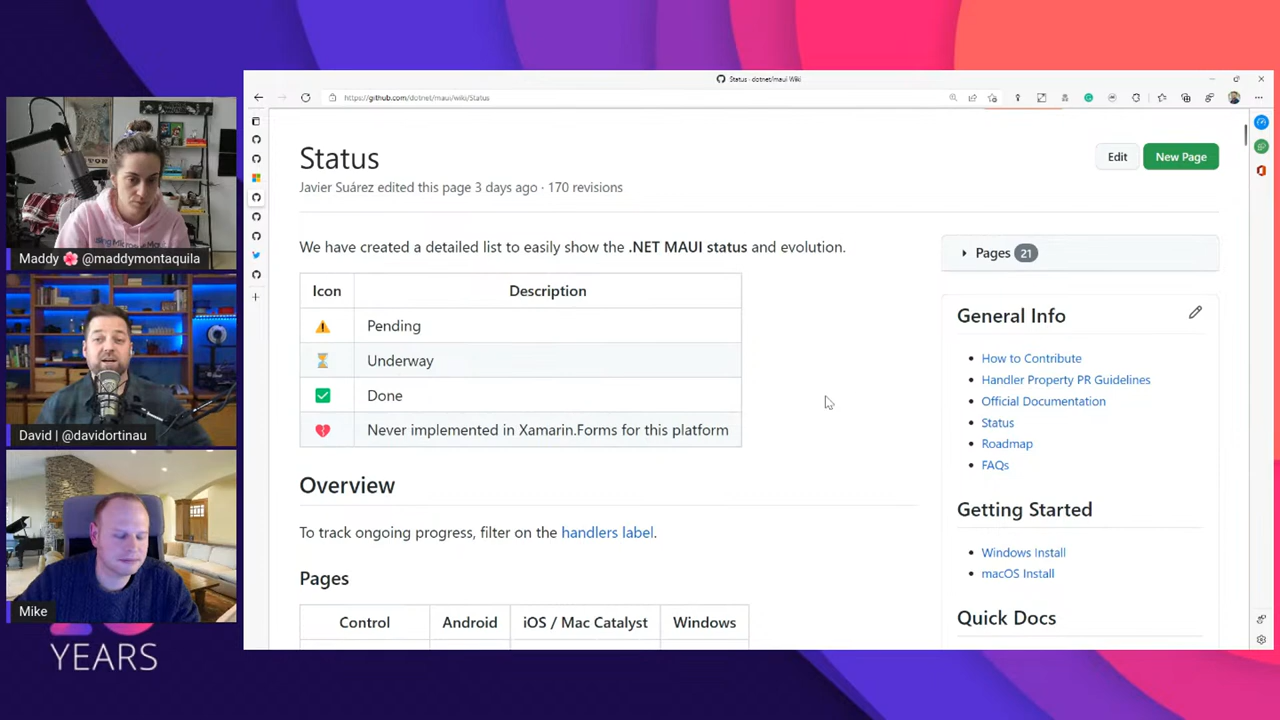 Status - dotnet/maui Wiki
https://github.com/dotnet/maui/wiki/Status
Status
Edit
New Page
Javier Suárez edited this page 3 days ago · 170 revisions
We have created a detailed list to easily show the .NET MAUI status and evolution.
Pages 21
Icon Description
⚠️ Pending
⏳ Underway
✅ Done
💔 Never implemented in Xamarin.Forms for this platform
Overview
To track ongoing progress, filter on the handlers label.
Pages
Control Android iOS / Mac Catalyst Windows
General Info
How to Contribute
Handler Property PR Guidelines
Official Documentation
Status
Roadmap
FAQs
Getting Started
Windows Install
macOS Install
Quick Docs
Maddy 🌺 @maddymontaquila
David | @davidortinau
Mike
YEARS